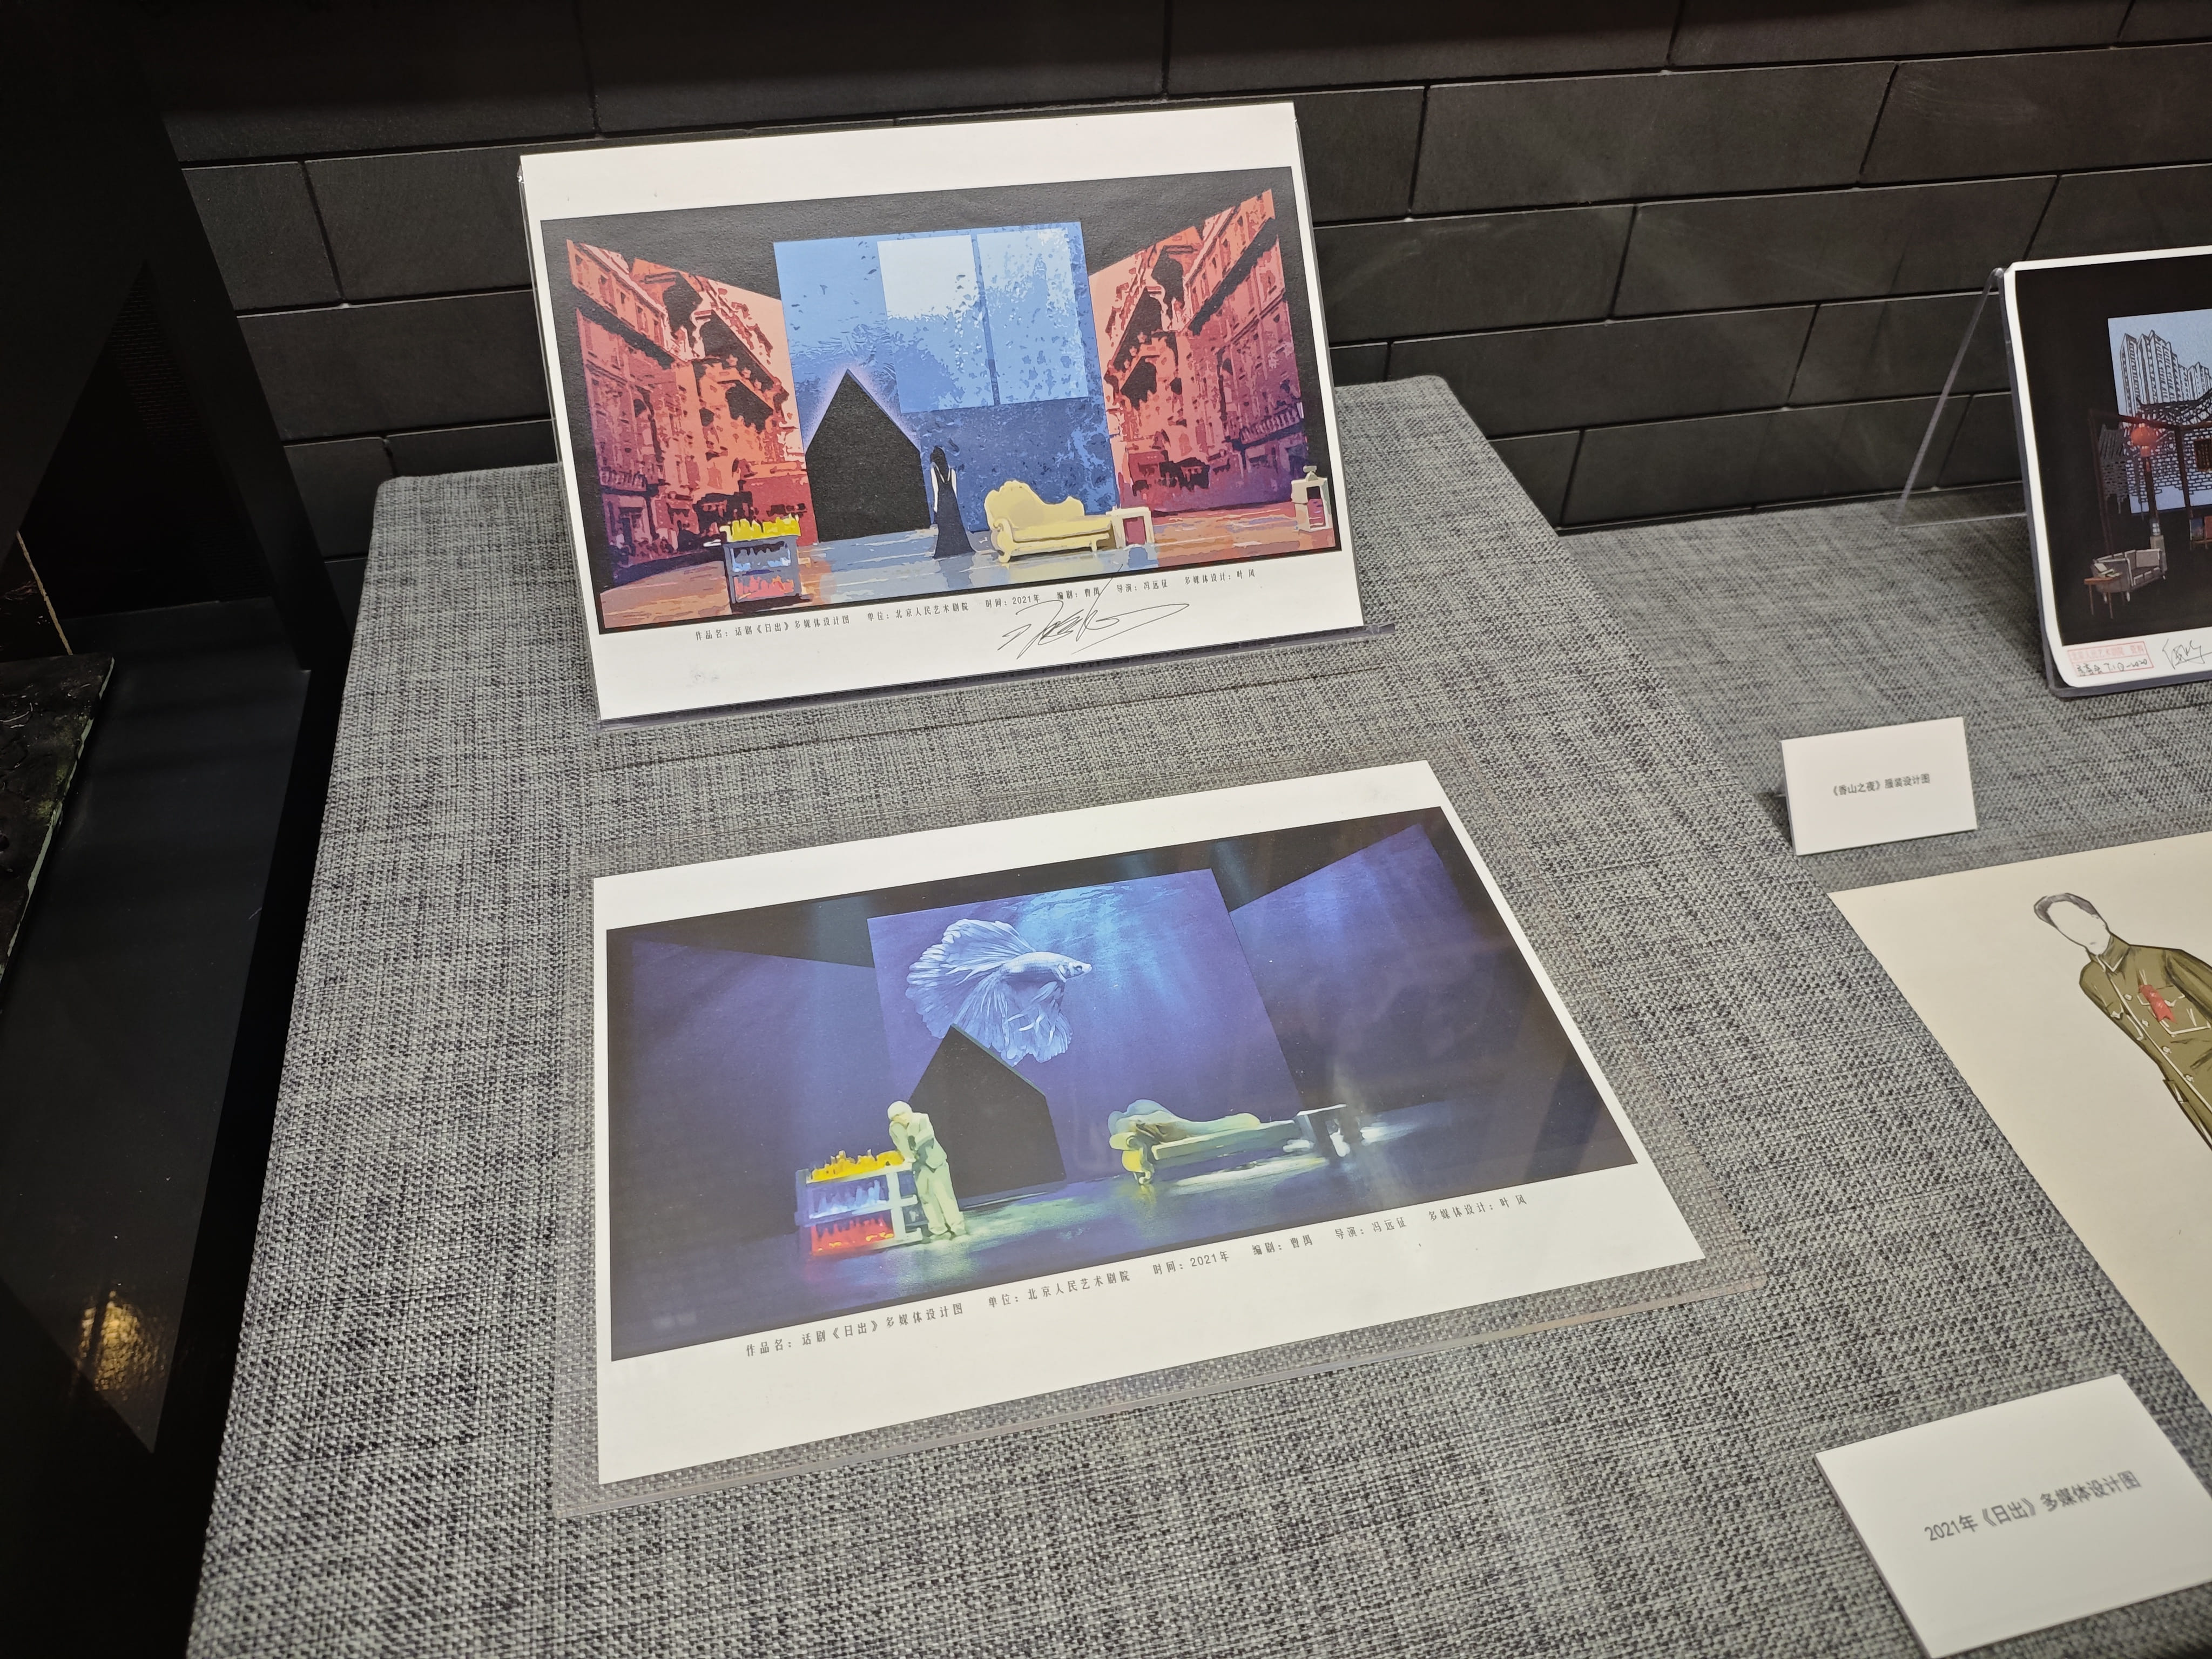 作品名：话剧《日出》多媒体设计图 单位：北京人民艺术剧院 时间：2021年 编剧：曹禺 导演：冯远征 多媒体设计：叶 风
《香山之夜》服装设计图
作品名：话剧《日出》多媒体设计图 单位：北京人民艺术剧院 时间：2021年 编剧：曹禺 导演：冯远征 多媒体设计：叶 风
2021年《日出》多媒体设计图